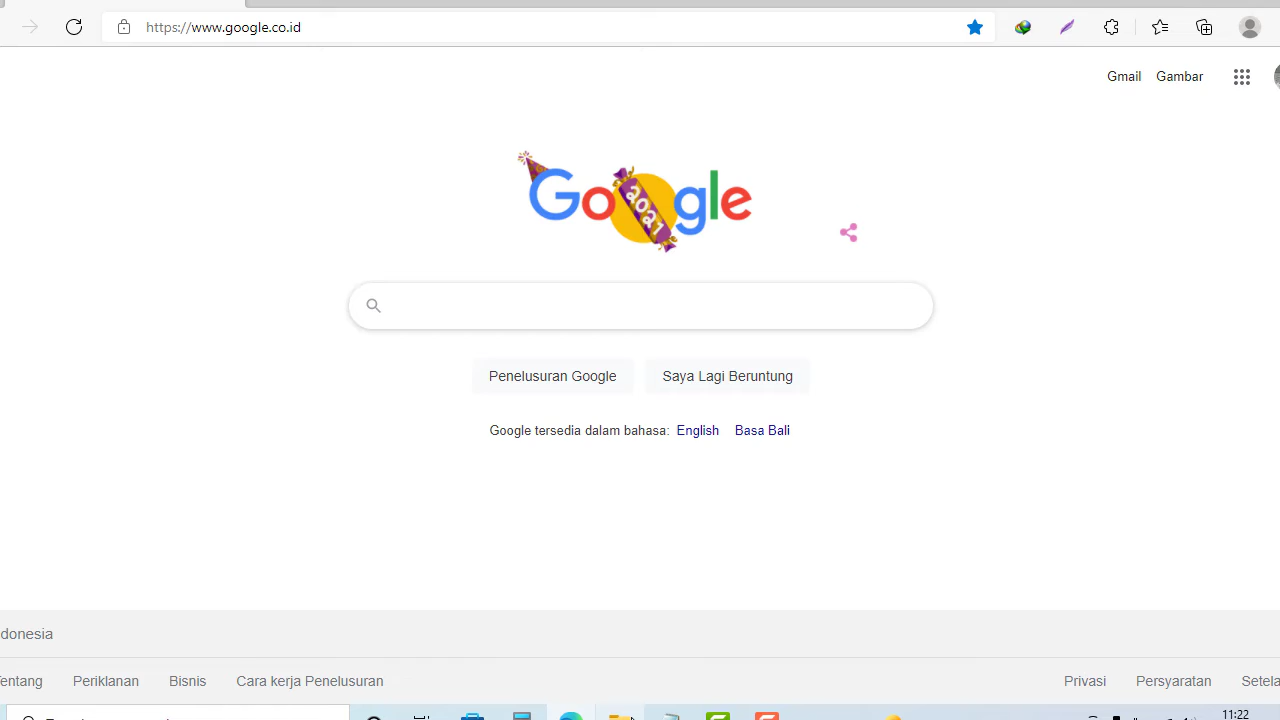 https://www.google.co.id
Gmail Gambar
Google
2021
Penelusuran Google Saya Lagi Beruntung
Google tersedia dalam bahasa: English Basa Bali
donesia
entang Periklanan Bisnis Cara kerja Penelusuran Privasi Persyaratan Setela
11:22